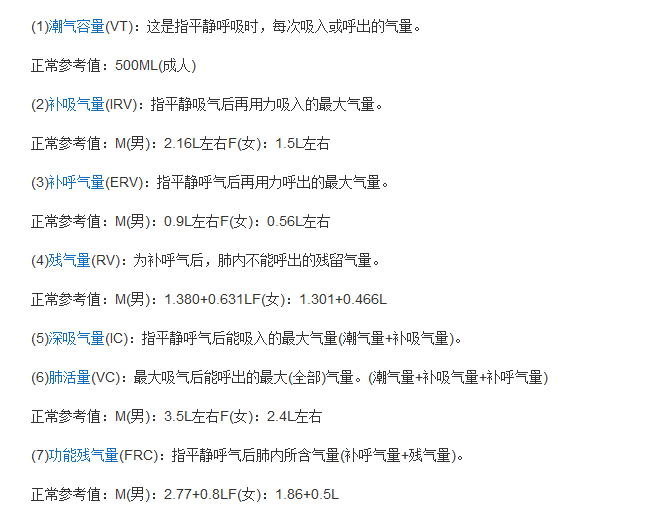 (1)潮气容量(VT)：这是指平静呼吸时，每次吸入或呼出的气量。
正常参考值：500ML(成人)
(2)补吸气量(IRV)：指平静吸气后再用力吸入的最大气量。
正常参考值：M(男)：2.16L左右F(女)：1.5L左右
(3)补呼气量(ERV)：指平静呼气后再用力呼出的最大气量。
正常参考值：M(男)：0.9L左右F(女)：0.56L左右
(4)残气量(RV)：为补呼气后，肺内不能呼出的残留气量。
正常参考值：M(男)：1.380+0.631LF(女)：1.301+0.466L
(5)深吸气量(IC)：指平静呼气后能吸入的最大气量(潮气量+补吸气量)。
(6)肺活量(VC)：最大吸气后能呼出的最大(全部)气量。(潮气量+补吸气量+补呼气量)
正常参考值：M(男)：3.5L左右F(女)：2.4L左右
(7)功能残气量(FRC)：指平静呼气后肺内所含气量(补呼气量+残气量)。
正常参考值：M(男)：2.77+0.8LF(女)：1.86+0.5L